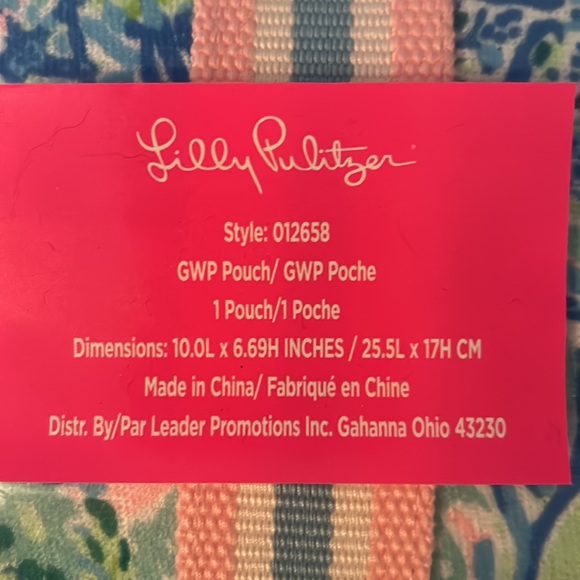 Lilly Pulitzer
Style: 012658
GWP Pouch/ GWP Poche
1 Pouch/1 Poche
Dimensions: 10.0L x 6.69H INCHES / 25.5L x 17H CM
Made in China/ Fabriqué en Chine
Distr. By/Par Leader Promotions Inc. Gahanna Ohio 43230